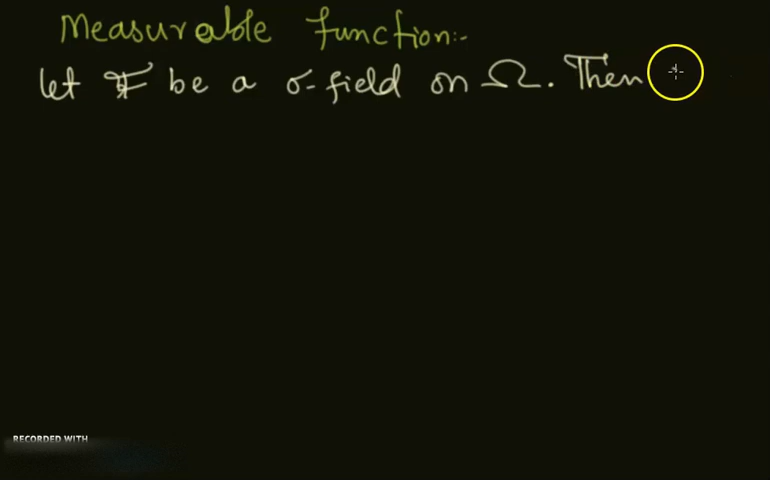 Measurable function:-
let F be a σ-field on Ω. Then
RECORDED WITH